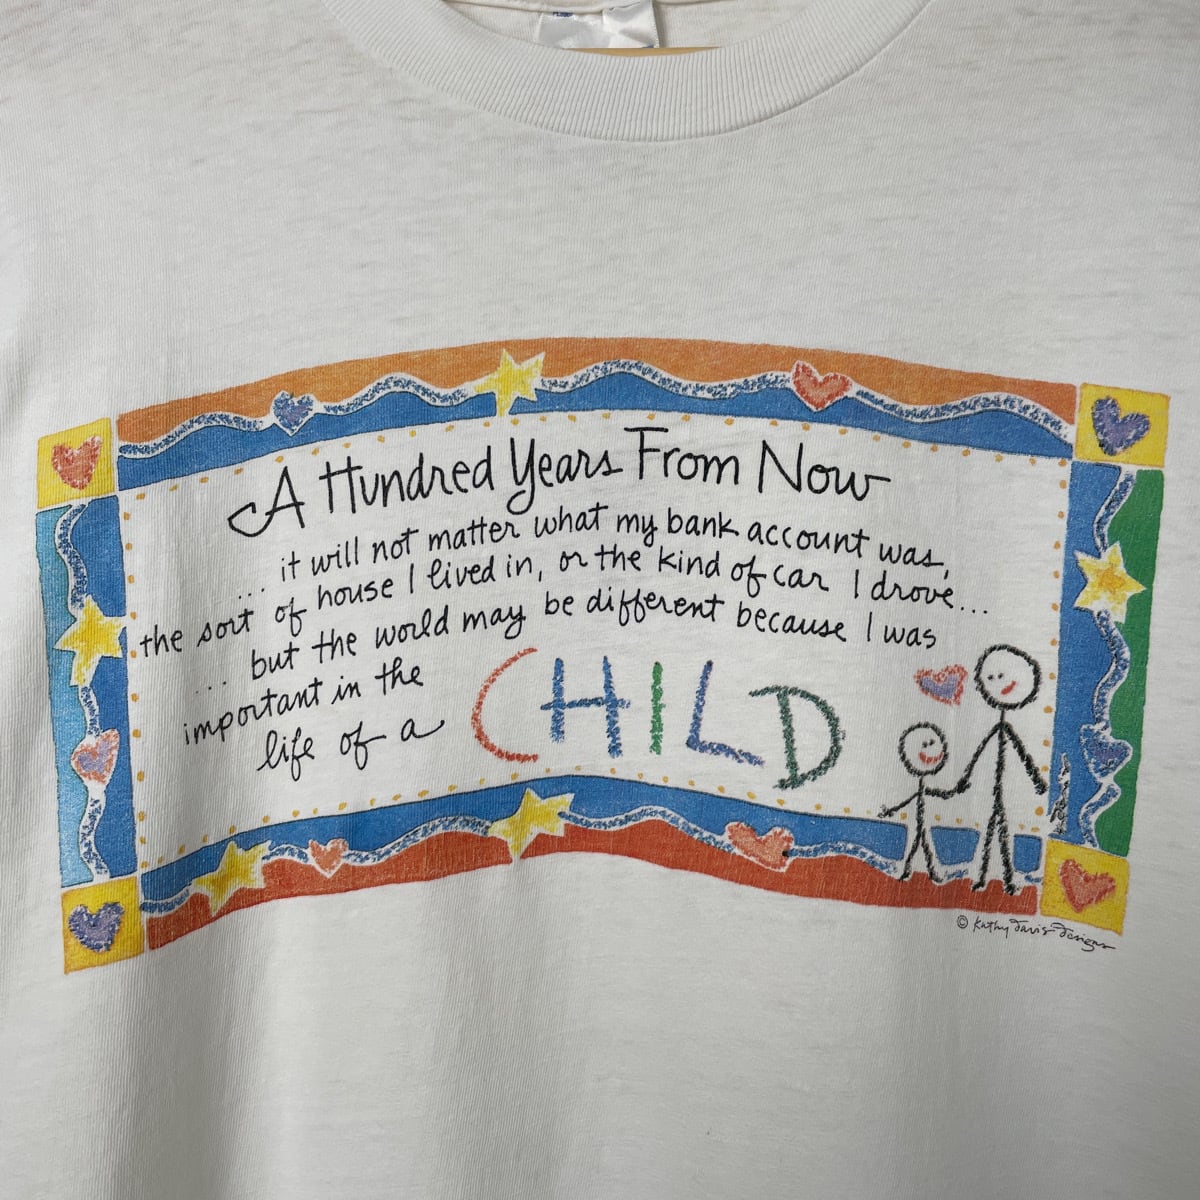 A Hundred Years From Now
... it will not matter what my bank account was,
the sort of house I lived in, or the kind of car I drove...
... but the world may be different because I was
important in the
life of a CHILD
© Kathy Davis Designs